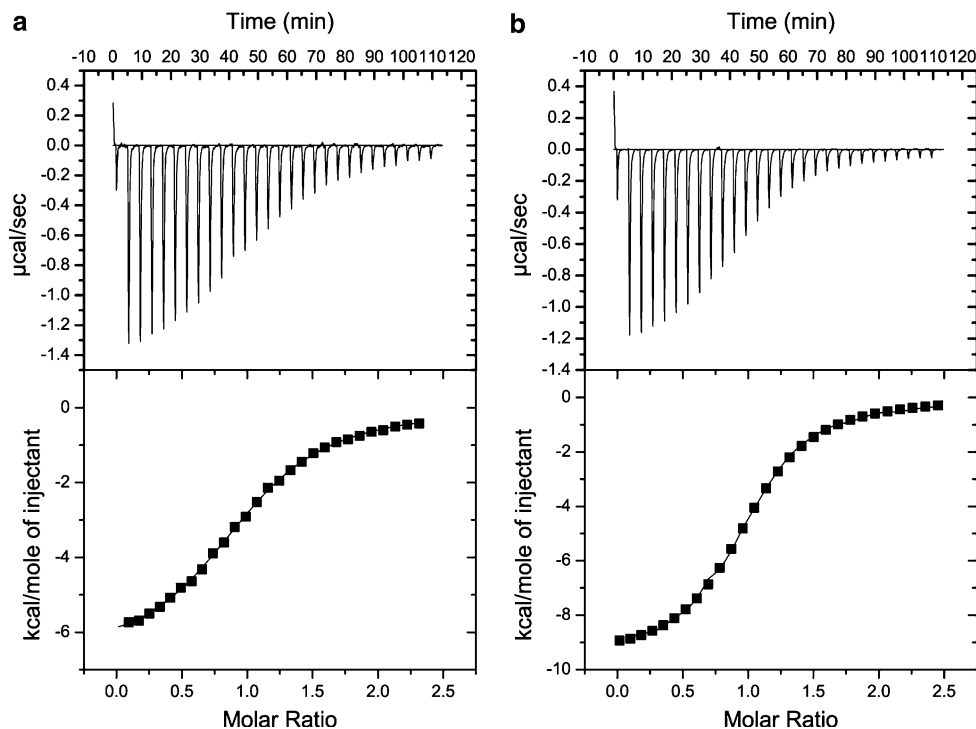 a
Time (min)
-10 0 10 20 30 40 50 60 70 80 90 100110120
0.4
0.2
0.0
-0.2
-0.4
-0.6
-0.8
-1.0
-1.2
-1.4
µcal/sec
0
-2
-4
-6
kcal/mole of injectant
0.0 0.5 1.0 1.5 2.0 2.5
Molar Ratio
b
Time (min)
-10 0 10 20 30 40 50 60 70 80 90 100110120
0.4
0.2
0.0
-0.2
-0.4
-0.6
-0.8
-1.0
-1.2
-1.4
µcal/sec
0
-2
-4
-6
-8
-10
kcal/mole of injectant
0.0 0.5 1.0 1.5 2.0 2.5
Molar Ratio